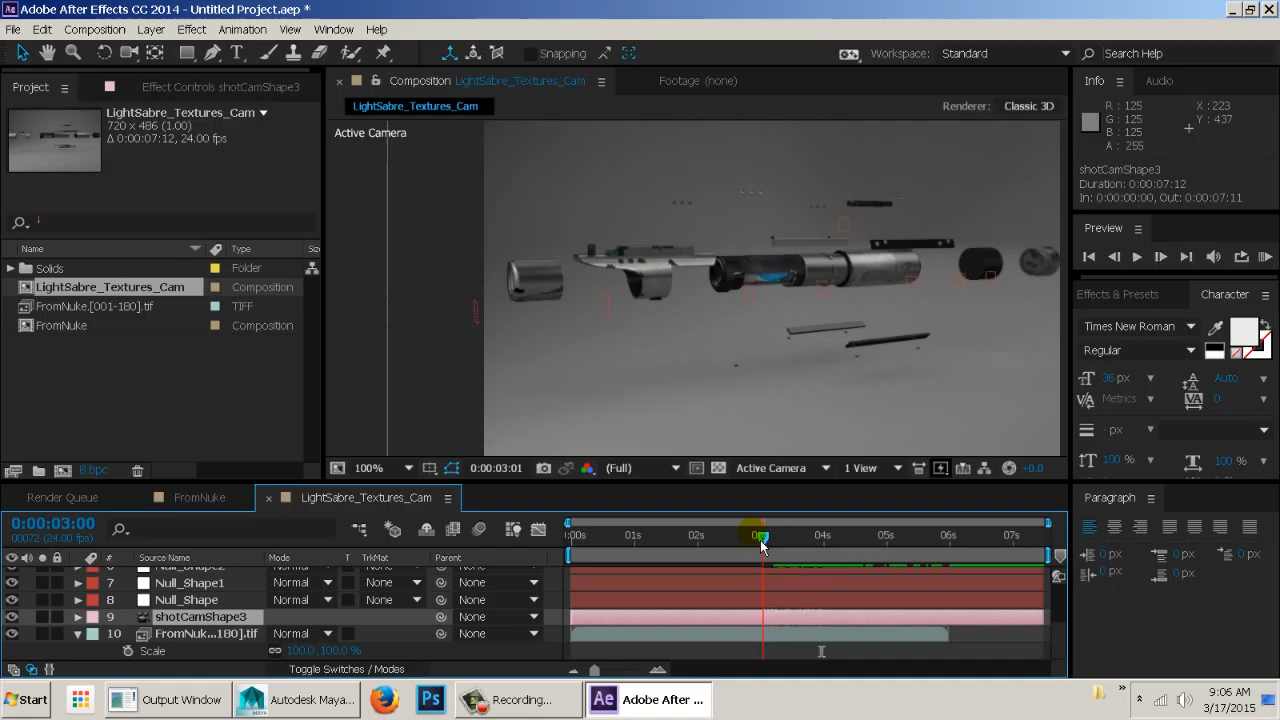 Adobe After Effects CC 2014 - Untitled Project.aep *
File Edit Composition Layer Effect Animation View Window Help
Snapping
Workspace: Standard
Search Help
Project
Effect Controls shotCamShape3
LightSabre_Textures_Cam
720 x 486 (1.00)
Δ 0:00:07:12, 24.00 fps
Name Type Siz
Solids Folder
LightSabre_Textures_Cam Composition
FromNuke.[001-180].tif TIFF
FromNuke Composition
8 bpc
Composition LightSabre_Textures_Cam
Footage (none)
LightSabre_Textures_Cam
Renderer: Classic 3D
Active Camera
100% 0:00:03:01 (Full) Active Camera 1 View +0.0
Info Audio
R : 125
G : 125
B : 125
A : 255
X : 223
Y : 437
shotCamShape3
Duration: 0:00:07:12
In: 0:00:00:00, Out: 0:00:07:11
Preview
Effects & Presets Character
Times New Roman
Regular
36 px Auto
Metrics 0
- px
100 % 100 %
Paragraph
0 px 0 px 0 px
0 px 0 px
Render Queue FromNuke LightSabre_Textures_Cam
0:00:03:00
00072 (24.00 fps)
:00s 01s 02s 04s 05s 06s 07s
# Source Name Mode T TrkMat Parent
Null_Shape2
7 Null_Shape1 Normal None None
8 Null_Shape Normal None None
9 shotCamShape3 None
10 FromNuk...180].tif Normal None
Scale 100.0, 100.0 %
Toggle Switches / Modes
Start
Output Window
Autodesk Maya...
Recording...
Adobe After ...
9:06 AM
3/17/2015